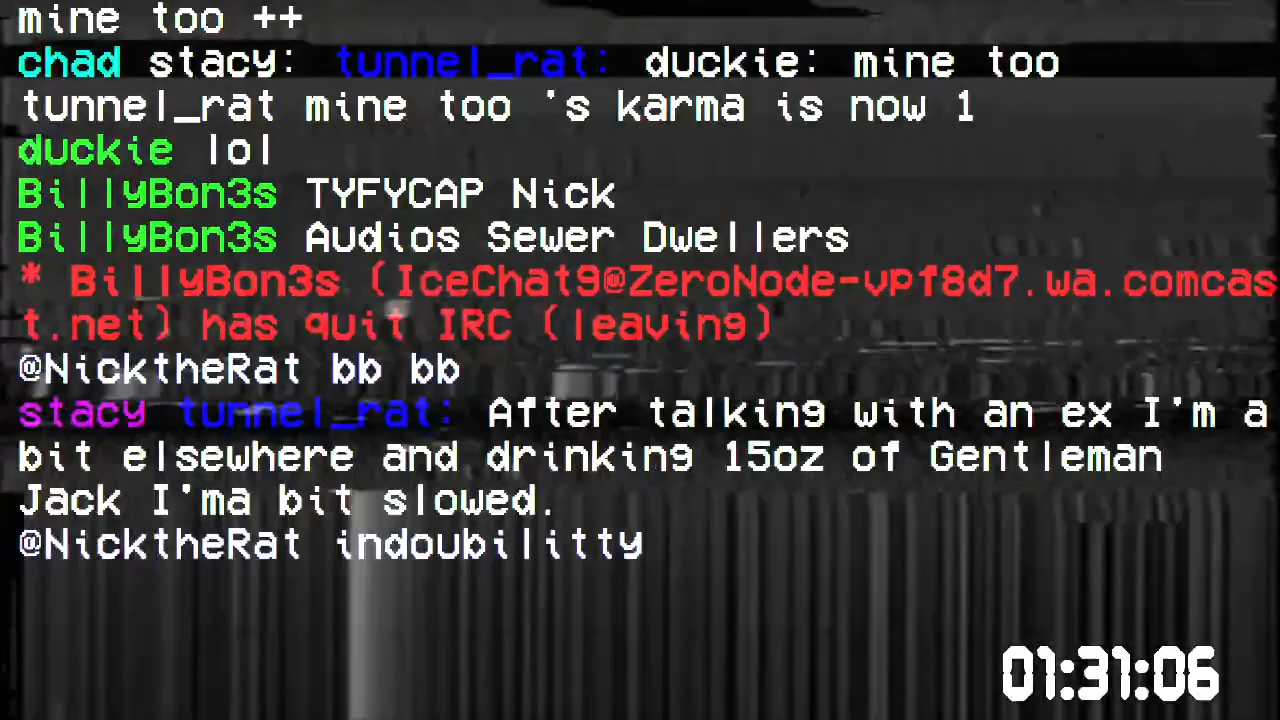 mine too ++
chad stacy: tunnel_rat: duckie: mine too
tunnel_rat mine too 's karma is now 1
duckie lol
BillyBon3s TYFYCAP Nick
BillyBon3s Audios Sewer Dwellers
* BillyBon3s (IceChat9@ZeroNode-vpf8d7.wa.comcas
t.net) has quit IRC (leaving)
@NicktheRat bb bb
stacy tunnel_rat: After talking with an ex I'm a
bit elsewhere and drinking 15oz of Gentleman
Jack I'ma bit slowed.
@NicktheRat indoubilitty
01:31:06